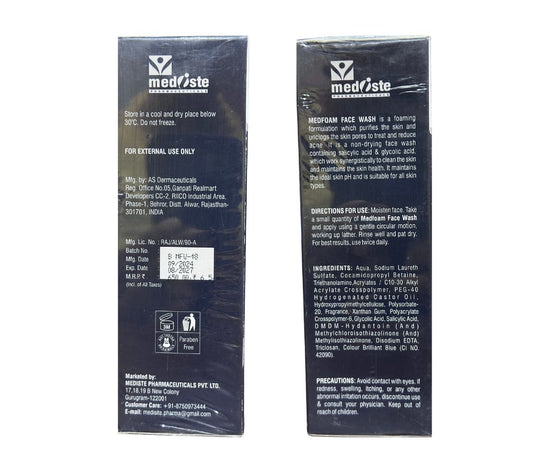 mediste
PHARMACEUTICALS
Store in a cool and dry place below
30°C. Do not freeze.
FOR EXTERNAL USE ONLY
Mfg. by: AS Dermaceuticals
Reg. Office No.05,Ganpati Realmart
Developers CC-2, RIICO Industrial Area.
Phase-1, Behror, Distt. Alwar, Rajasthan-
301701, INDIA
Mfg. Lic. No. : RAJ/ALW/90-A
Batch No. B MFW-48
Mfg. Date 09/2024
Exp. Date 08/2027
M.R.P. ₹ 650.00
(Incl. of All Taxes)
3M
Paraben
Free
Marketed by:
MEDISTE PHARMACEUTICALS PVT. LTD.
17,18,19 B New Colony
Gurugram-122001
Customer Care: +91-8750973444
E-mail: mediste.pharma@gmail.com
mediste
PHARMACEUTICALS
MEDFOAM FACE WASH is a foaming
formulation which purifies the skin and
unclogs the skin pores to treat and reduce
acne. It is a non-drying face wash
containing salicylic acid & glycolic acid,
which work synergistically to clean the skin
and maintains the skin health. It maintains
the ideal skin pH and is suitable for all skin
types.
DIRECTIONS FOR USE: Moisten face. Take
a small quantity of Medfoam Face Wash
and apply using a gentle circular motion,
working up lather. Rinse well and pat dry.
For best results, use twice daily.
INGREDIENTS: Aqua, Sodium Laureth
Sulfate, Cocamicopropyl Betaine,
Triethanolamine Acrylates / C10-30 Alkyl
Acrylate Crosspolymer, PEG-40
Hydrogenated Castor Oil,
Hydroxypropylmethylcellulose, Polysorbate-
20, Fragrance, Xanthan Gum, Polyacrylate
Crosspolymer-6, Glycolic Acid, Salicylic Acid,
DMDM-Hydantoin (And)
Methylchloroisothiazolinone (And)
Methylisothiazolinone, Disodium EDTA,
Triclosan, Colour Brilliant Blue (CI NO.
42090).
PRECAUTIONS: Avoid contact with eyes, if
redness, swelling, itching, or any other
abnormal irritation occurs, discontinue use
& consult your physician. Keep out of
reach of children.